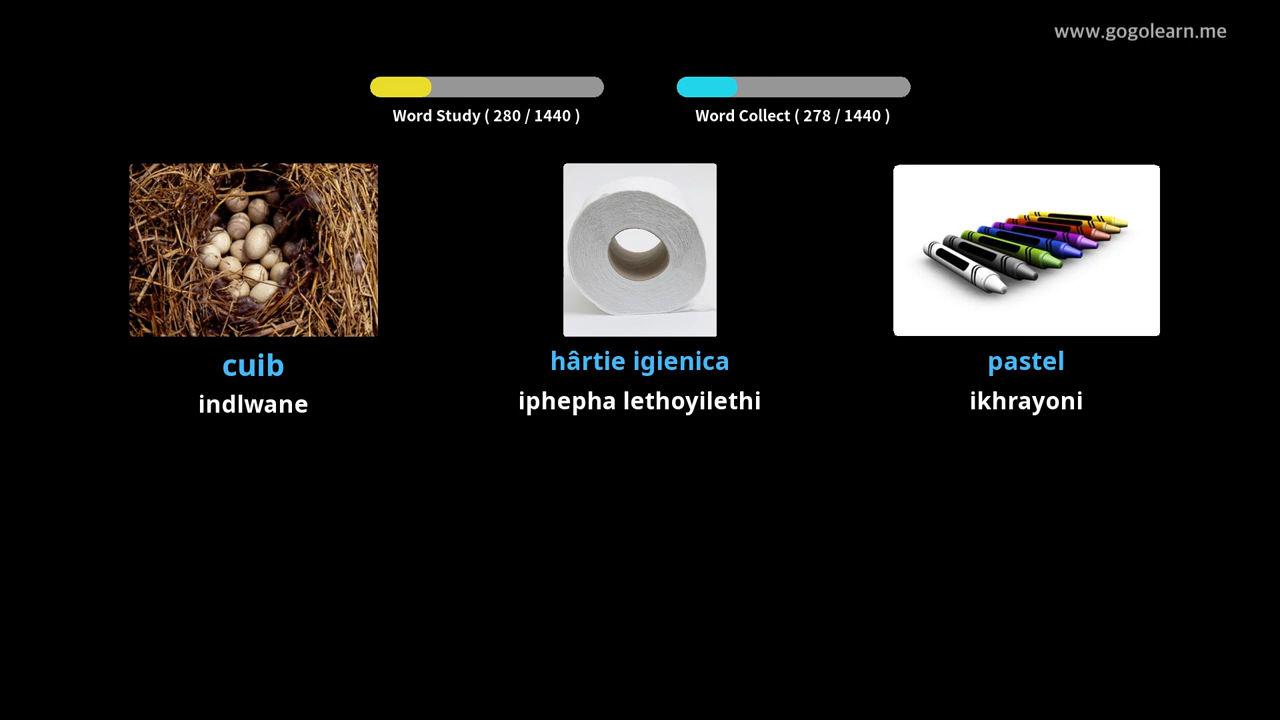 www.gogolearn.me
Word Study ( 280 / 1440 )
Word Collect ( 278 / 1440 )
cuib
indlwane
hârtie igienica
iphepha lethoyilethi
pastel
ikhrayoni